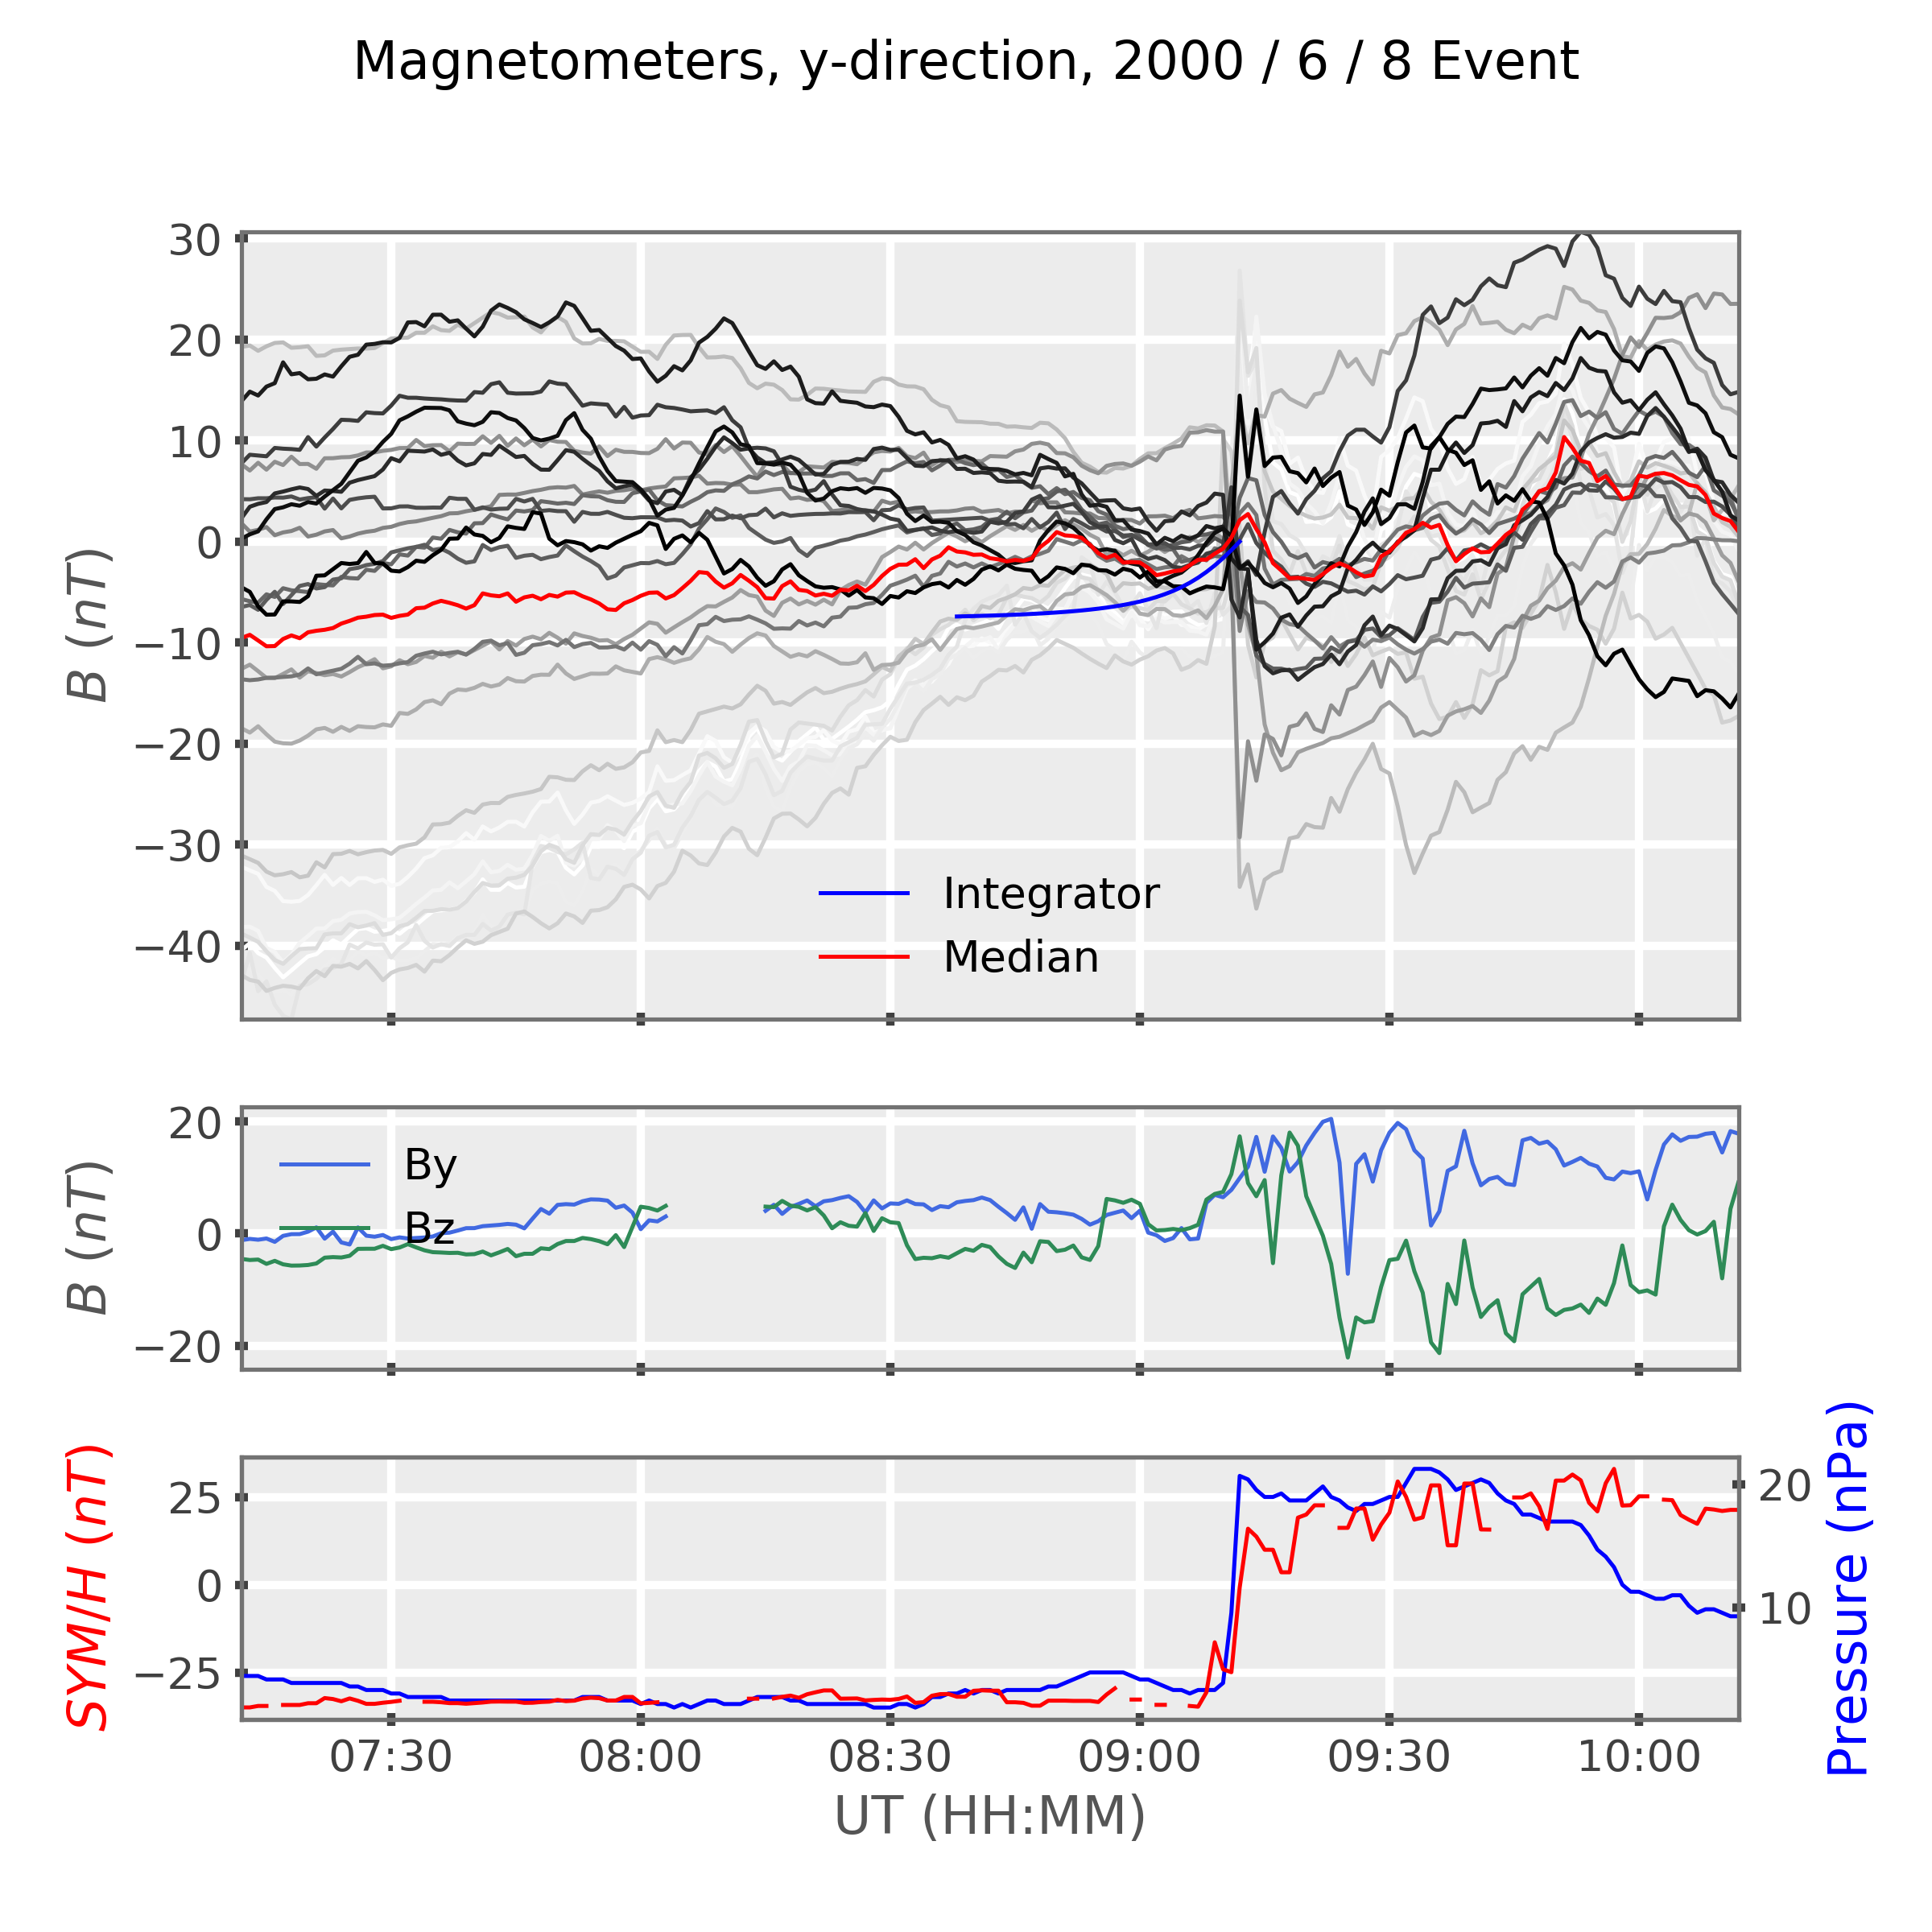 Magnetometers, y-direction, 2000 / 6 / 8 Event
30
20
10
0
−10
−20
−30
−40
B (nT)
Integrator
Median
20
0
−20
B (nT)
By
Bz
25
0
−25
SYM/H (nT)
20
10
Pressure (nPa)
07:30 08:00 08:30 09:00 09:30 10:00
UT (HH:MM)